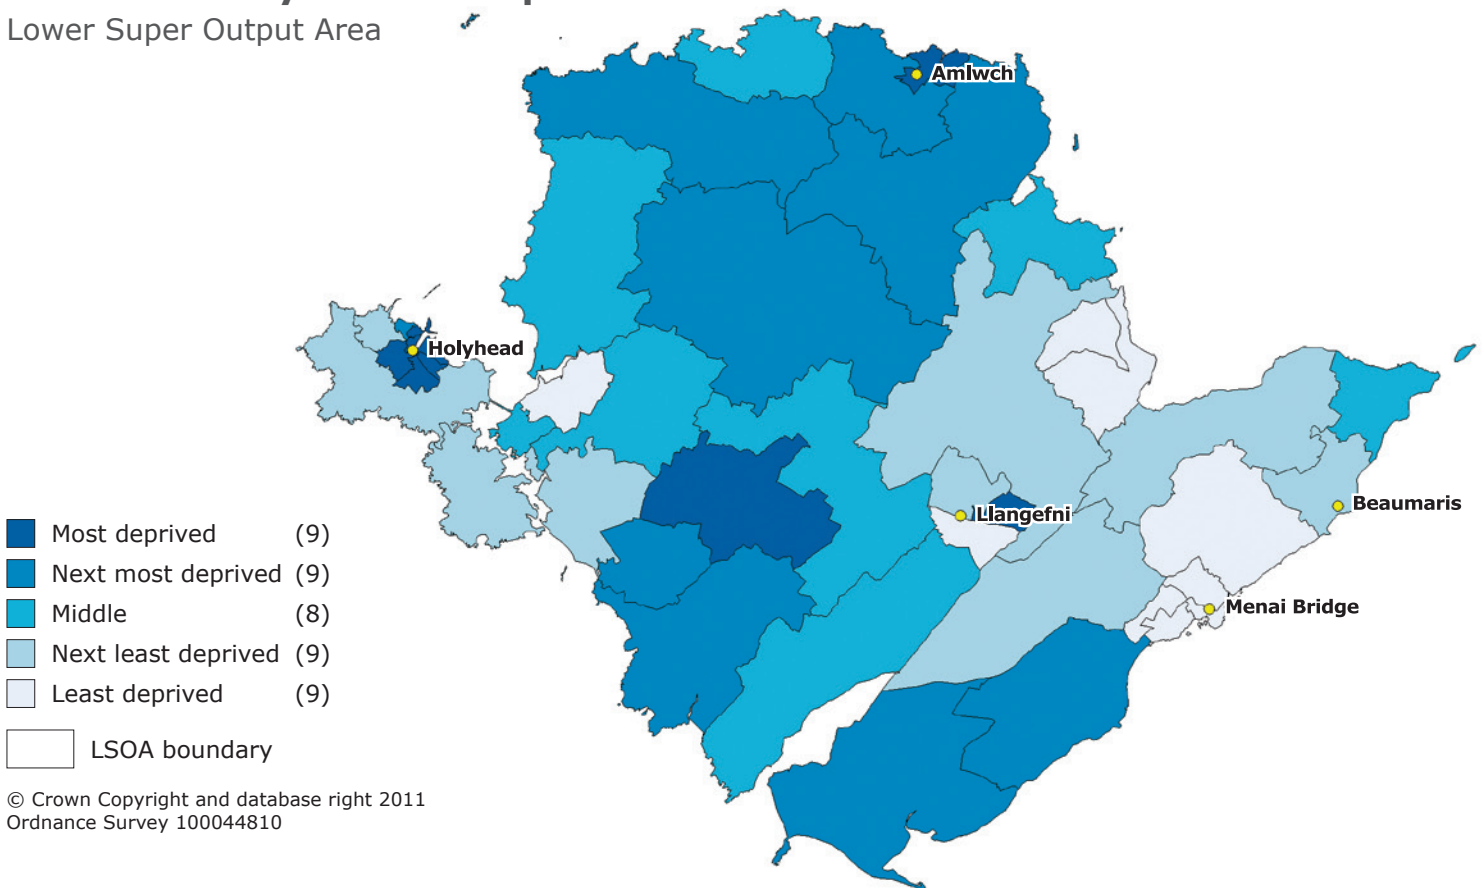 Lower Super Output Area
Amlwch
Holyhead
Llangefni
Beaumaris
Menai Bridge
Most deprived (9)
Next most deprived (9)
Middle (8)
Next least deprived (9)
Least deprived (9)
LSOA boundary
© Crown Copyright and database right 2011
Ordnance Survey 100044810